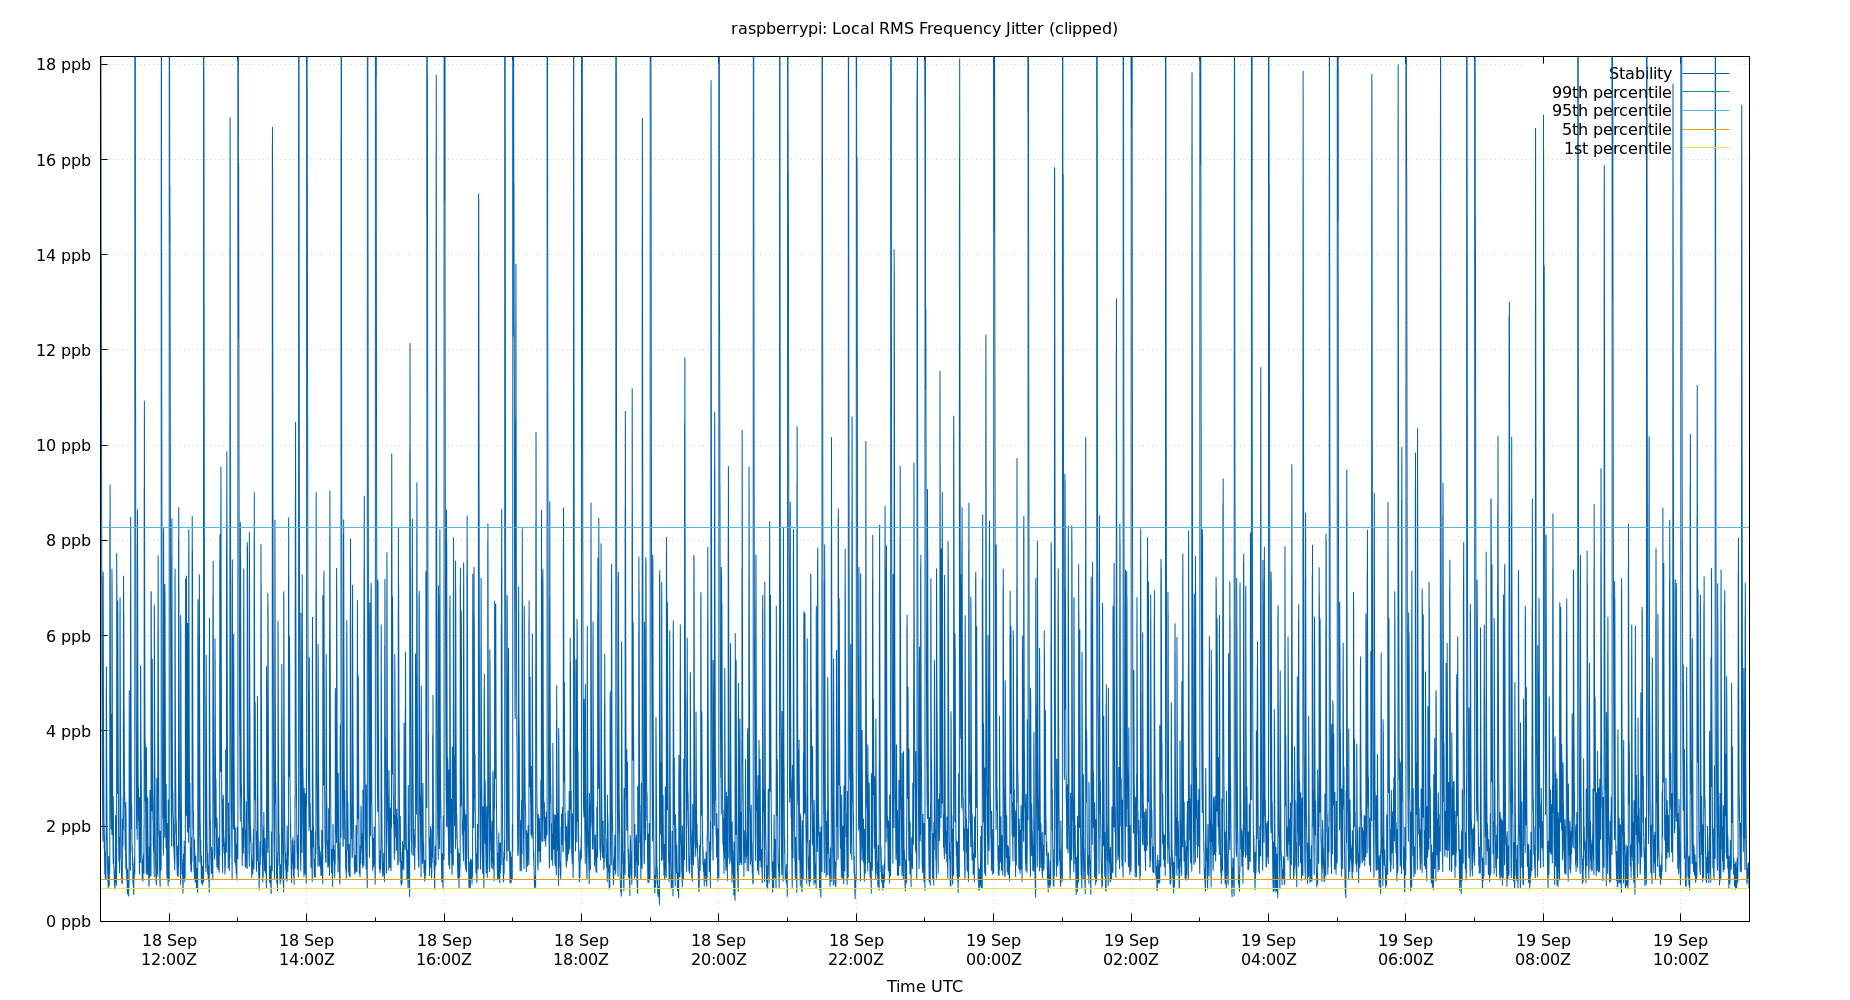 raspberrypi: Local RMS Frequency Jitter (clipped)
18 ppb
16 ppb
14 ppb
12 ppb
10 ppb
8 ppb
6 ppb
4 ppb
2 ppb
0 ppb
Stability
99th percentile
95th percentile
5th percentile
1st percentile
18 Sep
12:00Z
18 Sep
14:00Z
18 Sep
16:00Z
18 Sep
18:00Z
18 Sep
20:00Z
18 Sep
22:00Z
19 Sep
00:00Z
19 Sep
02:00Z
19 Sep
04:00Z
19 Sep
06:00Z
19 Sep
08:00Z
19 Sep
10:00Z
Time UTC